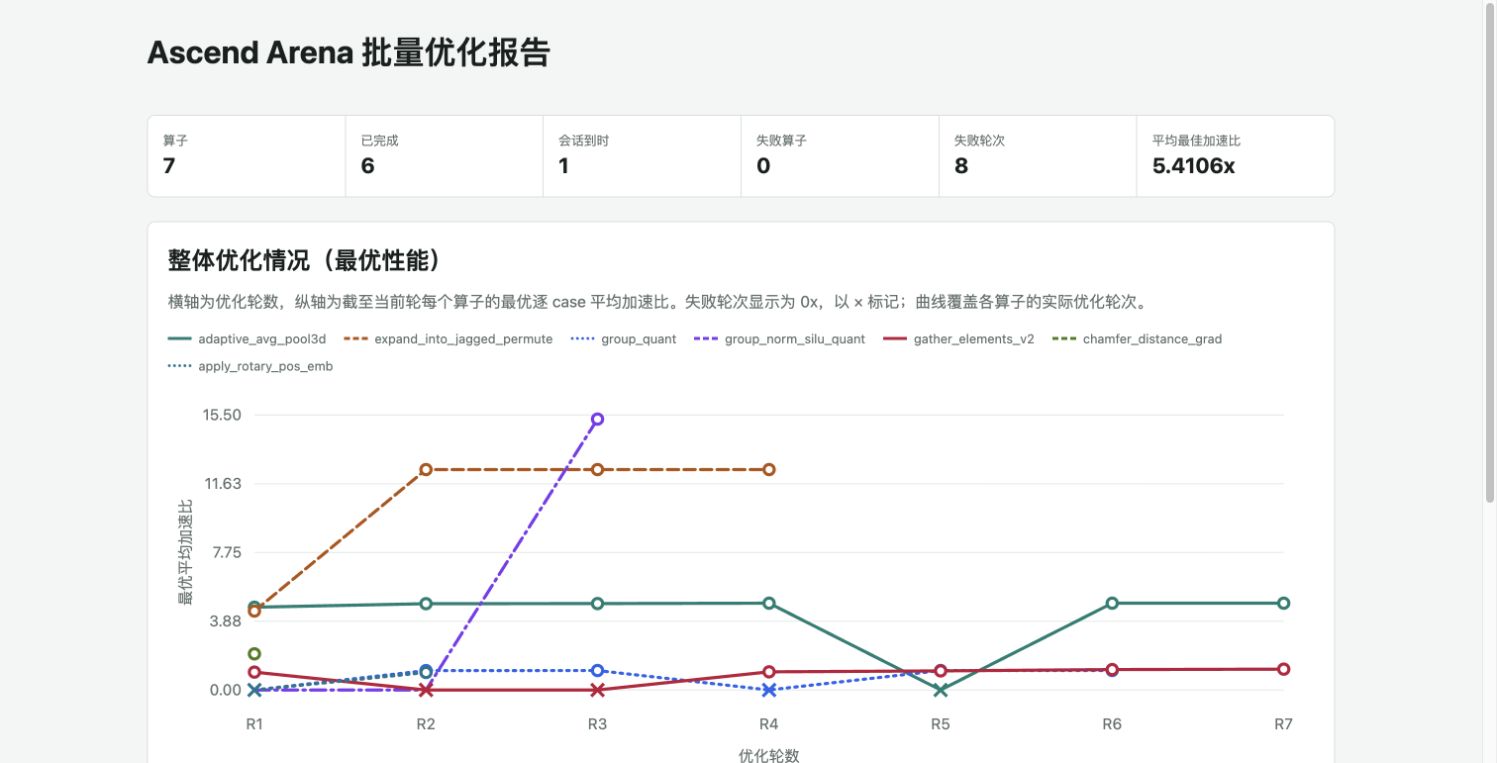 Ascend Arena 批量优化报告
算子 已完成 会话到时 失败算子 失败轮次 平均最佳加速比
7 6 1 0 8 5.4106x
整体优化情况（最优性能）
横轴为优化轮数，纵轴为截至当前轮每个算子的最优逐 case 平均加速比。失败轮次显示为 0x，以 × 标记；曲线覆盖各算子的实际优化轮次。
adaptive_avg_pool3d expand_into_jagged_permute group_quant group_norm_silu_quant gather_elements_v2 chamfer_distance_grad
apply_rotary_pos_emb
最优平均加速比
15.50
11.63
7.75
3.88
0.00
R1 R2 R3 R4 R5 R6 R7
优化轮数